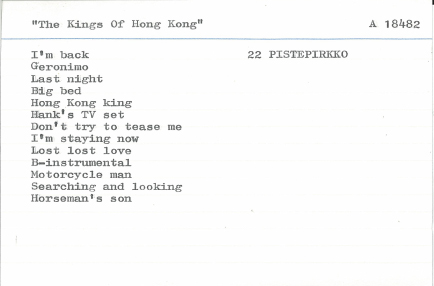 "The Kings Of Hong Kong" A 18482
I'm back 22 PISTEPIRKKO
Geronimo
Last night
Big bed
Hong Kong king
Hank's TV set
Don't try to tease me
I'm staying now
Lost lost love
B-instrumental
Motorcycle man
Searching and looking
Horseman's son